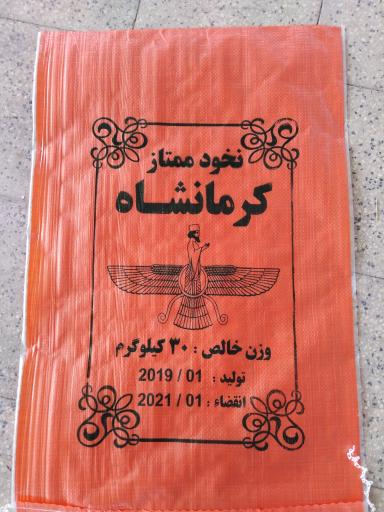 نخود ممتاز
کرمانشاه
وزن خالص : ۳۰ کیلوگرم
تولید : 01 / 2019
انقضاء : 01 / 2021